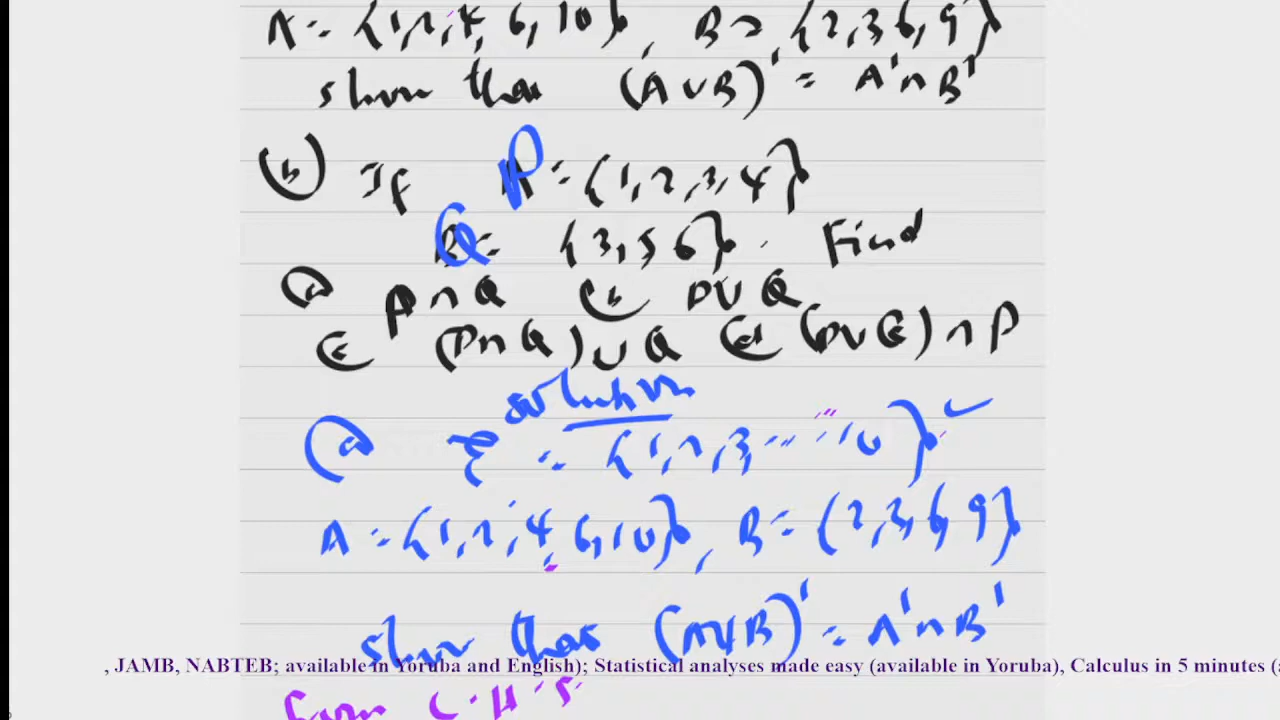 A = {1,2,4, 6, 10}, B = {2,3 6, 9}
show that (A∪B)' = A'∩B'
(b) If P = {1,2,3,4}
Q = {3,5 6}. Find
(a) P∩Q (b) P∪Q
(c) (P∩Q)∪Q (d) (P∪Q)∩P
solution
(a) ξ = {1,2,3, ... 10}
A = {1,2,4,6,10}, B = {2,3,6,9}
show that (A∪B)' = A'∩B'
, JAMB, NABTEB; available in Yoruba and English); Statistical analyses made easy (available in Yoruba), Calculus in 5 minutes (a
from L.H.S